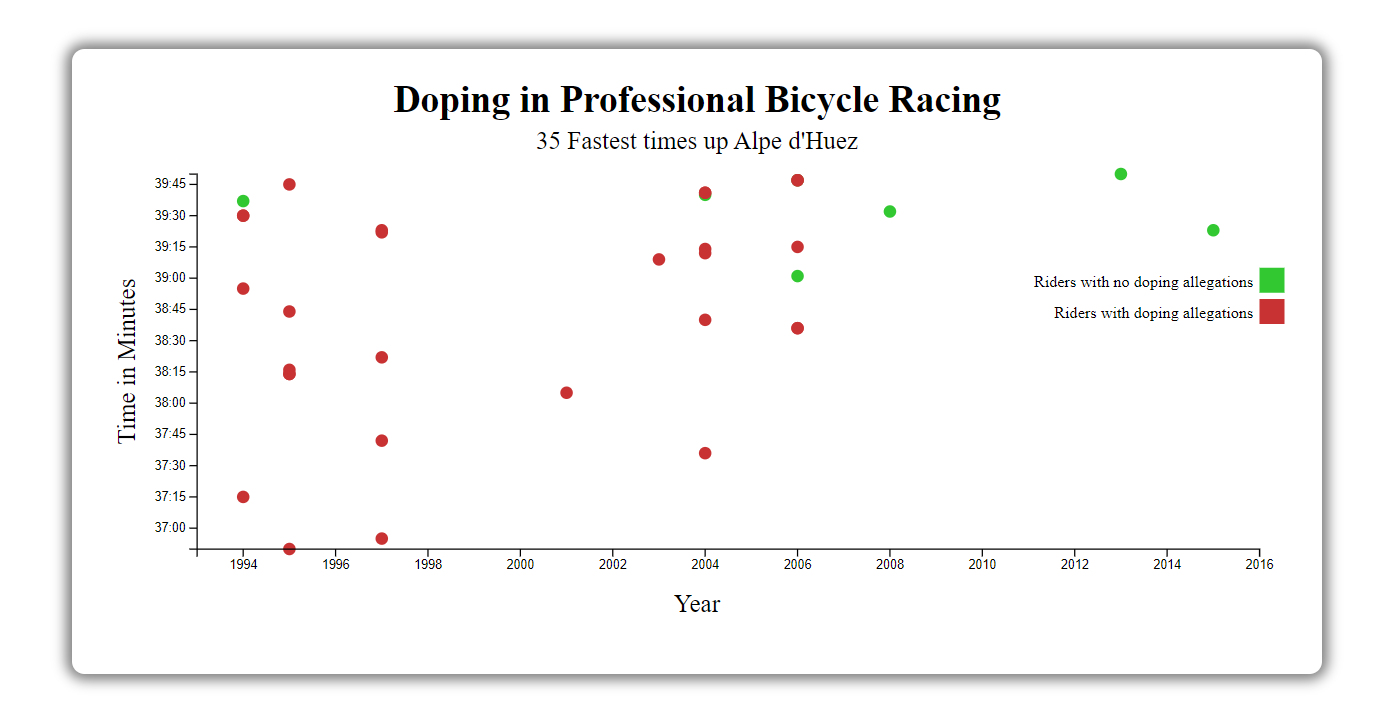 Doping in Professional Bicycle Racing
35 Fastest times up Alpe d'Huez
39:45
39:30
39:15
39:00
38:45
38:30
38:15
38:00
37:45
37:30
37:15
37:00
Time in Minutes
Riders with no doping allegations
Riders with doping allegations
1994 1996 1998 2000 2002 2004 2006 2008 2010 2012 2014 2016
Year